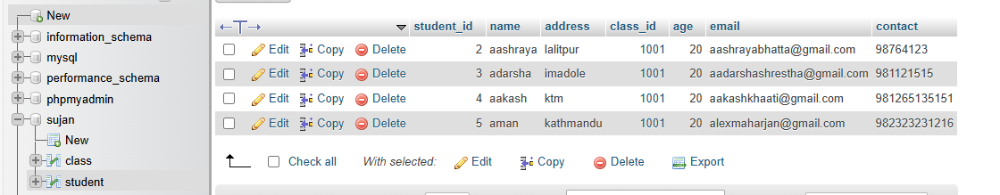 New
information_schema
mysql
performance_schema
phpmyadmin
sujan
New
class
student
student_id name address class_id age email contact
Edit Copy Delete 2 aashraya lalitpur 1001 20 aashrayabhatta@gmail.com 98764123
Edit Copy Delete 3 adarsha imadole 1001 20 aadarshashrestha@gmail.com 981121515
Edit Copy Delete 4 aakash ktm 1001 20 aakashkhaati@gmail.com 981265135151
Edit Copy Delete 5 aman kathmandu 1001 20 alexmaharjan@gmail.com 982323231216
Check all With selected: Edit Copy Delete Export